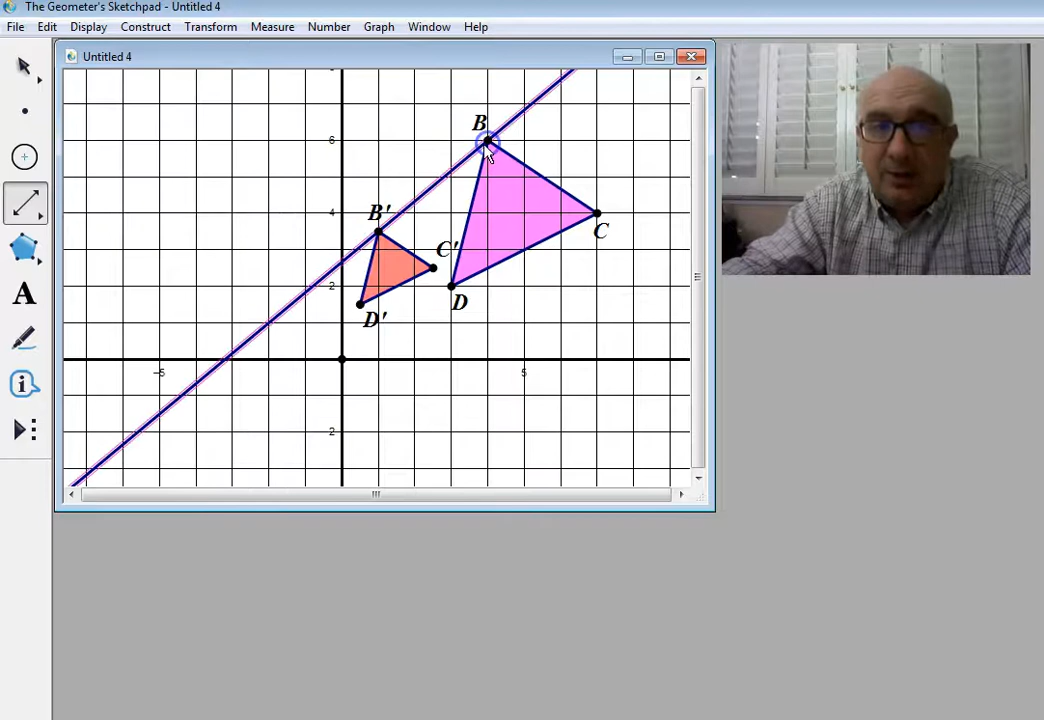 The Geometer's Sketchpad - Untitled 4
File Edit Display Construct Transform Measure Number Graph Window Help
Untitled 4
A
i
B
6
B'
4
C'
C
2
D
D'
-5
5
2